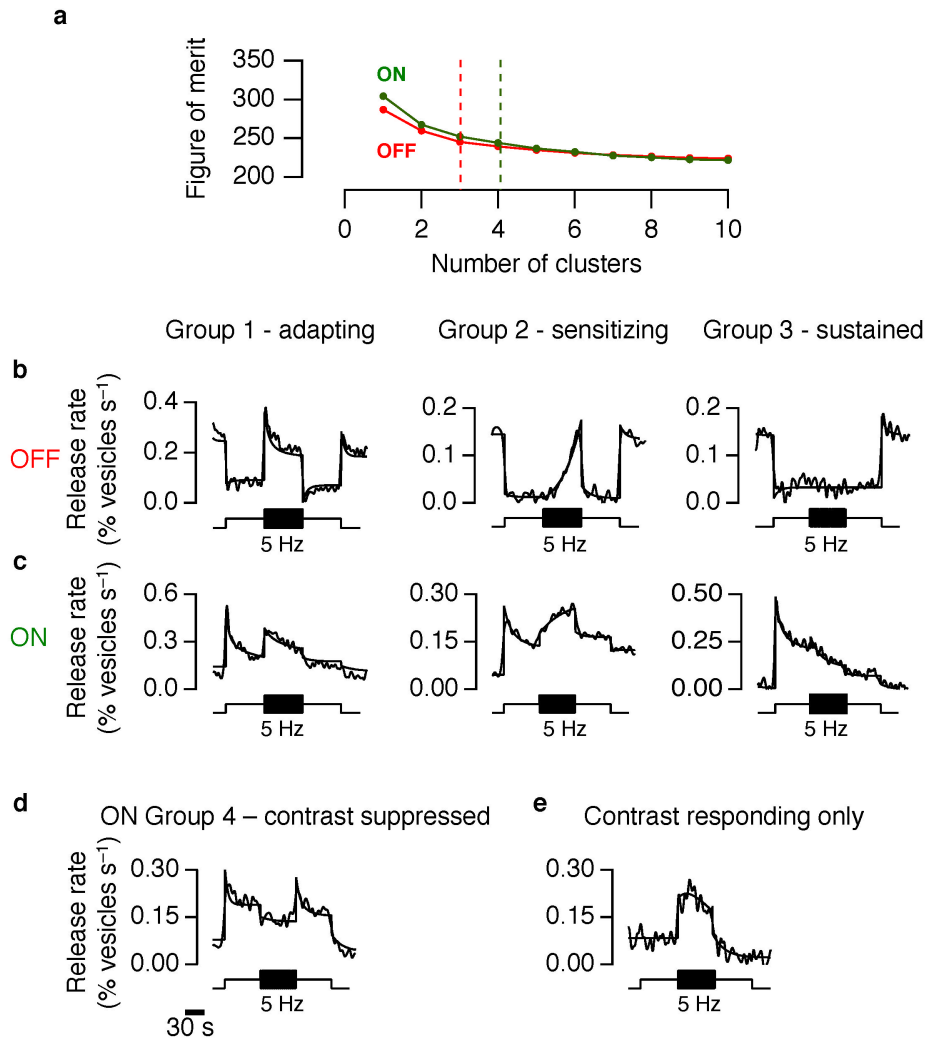 a
Figure of merit
350
300
250
200
ON
OFF
0 2 4 6 8 10
Number of clusters
Group 1 - adapting Group 2 - sensitizing Group 3 - sustained
b
OFF
Release rate
(% vesicles s⁻¹)
0.4
0.2
0.0
5 Hz
0.2
0.1
0.0
5 Hz
0.2
0.1
0.0
5 Hz
c
ON
Release rate
(% vesicles s⁻¹)
0.6
0.3
0.0
5 Hz
0.30
0.15
0.00
5 Hz
0.50
0.25
0.00
5 Hz
d
ON Group 4 – contrast suppressed
Release rate
(% vesicles s⁻¹)
0.30
0.15
0.00
5 Hz
30 s
e
Contrast responding only
0.30
0.15
0.00
5 Hz